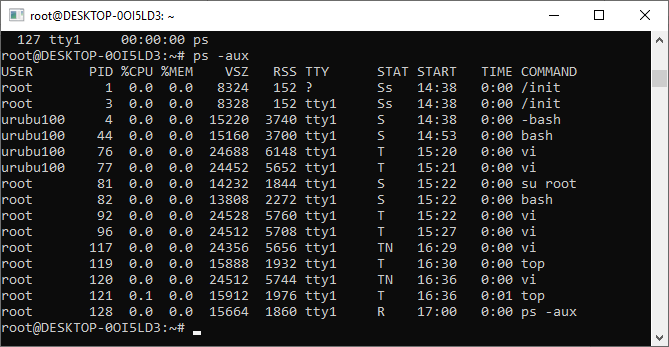 root@DESKTOP-0OI5LD3: ~
  127 tty1     00:00:00 ps
root@DESKTOP-0OI5LD3:~# ps -aux
USER       PID %CPU %MEM    VSZ   RSS TTY      STAT START   TIME COMMAND
root         1  0.0  0.0   8324   152 ?        Ss   14:38   0:00 /init
root         3  0.0  0.0   8328   152 tty1     Ss   14:38   0:00 /init
urubu100     4  0.0  0.0  15220  3740 tty1     S    14:38   0:00 -bash
urubu100    44  0.0  0.0  15160  3700 tty1     S    14:53   0:00 bash
urubu100    76  0.0  0.0  24688  6148 tty1     T    15:20   0:00 vi
urubu100    77  0.0  0.0  24452  5652 tty1     T    15:21   0:00 vi
root        81  0.0  0.0  14232  1844 tty1     S    15:22   0:00 su root
root        82  0.0  0.0  13808  2272 tty1     S    15:22   0:00 bash
root        92  0.0  0.0  24528  5760 tty1     T    15:22   0:00 vi
root        96  0.0  0.0  24512  5708 tty1     T    15:27   0:00 vi
root       117  0.0  0.0  24356  5656 tty1     TN   16:29   0:00 vi
root       119  0.0  0.0  15888  1932 tty1     T    16:30   0:00 top
root       120  0.0  0.0  24512  5744 tty1     TN   16:36   0:00 vi
root       121  0.1  0.0  15912  1976 tty1     T    16:36   0:01 top
root       128  0.0  0.0  15664  1860 tty1     R    17:00   0:00 ps -aux
root@DESKTOP-0OI5LD3:~#